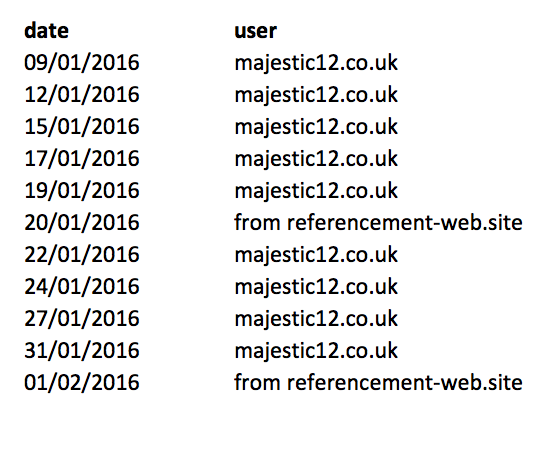 date user
09/01/2016 majestic12.co.uk
12/01/2016 majestic12.co.uk
15/01/2016 majestic12.co.uk
17/01/2016 majestic12.co.uk
19/01/2016 majestic12.co.uk
20/01/2016 from referencement-web.site
22/01/2016 majestic12.co.uk
24/01/2016 majestic12.co.uk
27/01/2016 majestic12.co.uk
31/01/2016 majestic12.co.uk
01/02/2016 from referencement-web.site